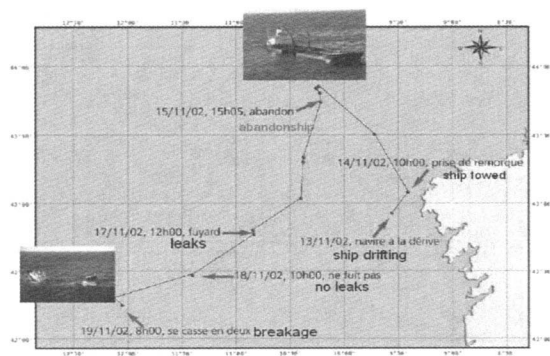 15/11/02, 15h05, abandon
abandonship
14/11/02, 10h00, prise de remorque
ship towed
17/11/02, 12h00, fuyard
leaks
13/11/02, navire à la dérive
ship drifting
18/11/02, 10h00, ne fuit pas
no leaks
19/11/02, 8h00, se casse en deux breakage